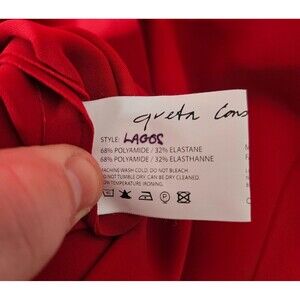 greta Cons
STYLE: LAGOS
68% POLYAMIDE / 32% ELASTANE
68% POLYAMIDE / 32% ELASTHANNE
MACHINE WASH COLD. DO NOT BLEACH.
DO NOT TUMBLE DRY. CAN BE DRY CLEANED.
LOW TEMPERATURE IRONING.